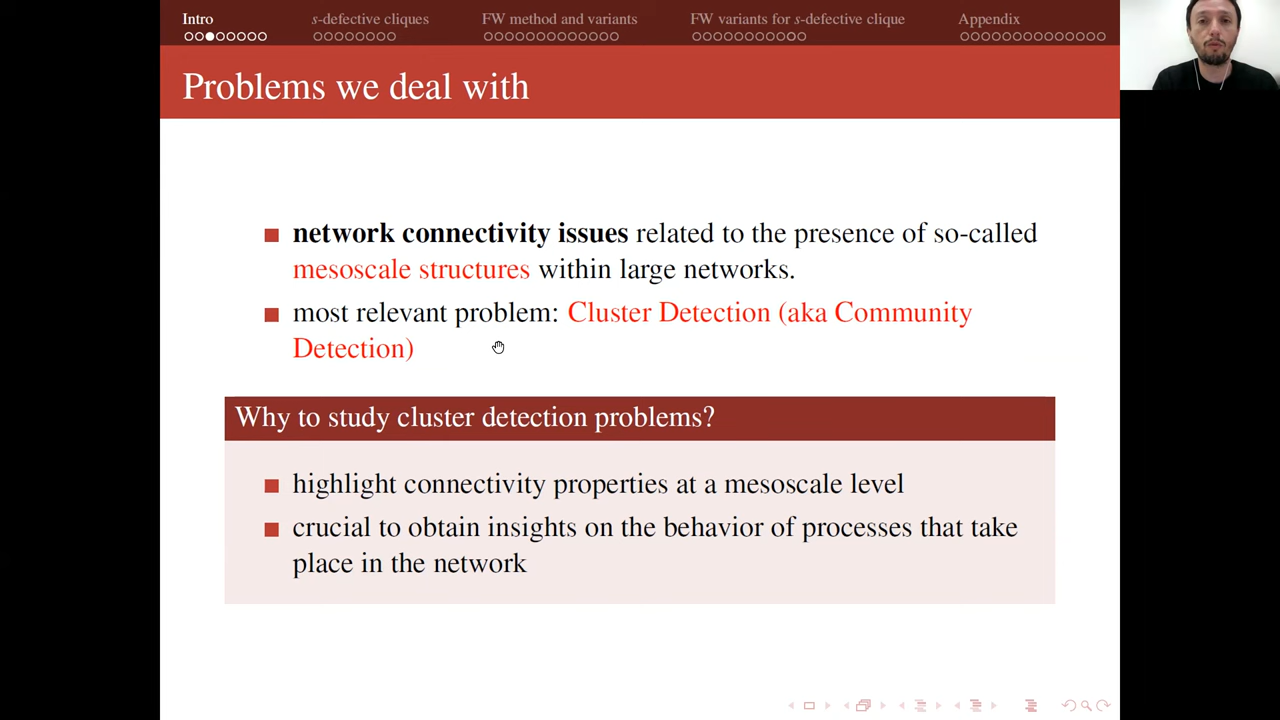 Intro s-defective cliques FW method and variants FW variants for s-defective clique Appendix
Problems we deal with
network connectivity issues related to the presence of so-called
mesoscale structures within large networks.
most relevant problem: Cluster Detection (aka Community
Detection)
Why to study cluster detection problems?
highlight connectivity properties at a mesoscale level
crucial to obtain insights on the behavior of processes that take
place in the network